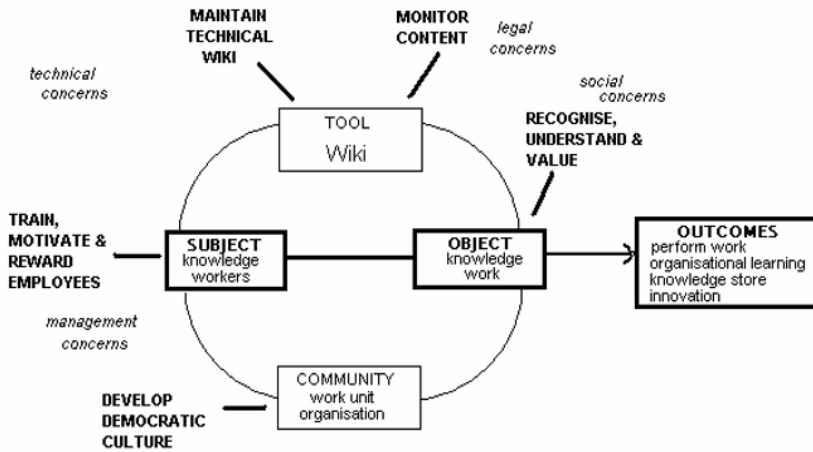 MAINTAIN
TECHNICAL
WIKI
MONITOR
CONTENT
legal
concerns
technical
concerns
social
concerns
TOOL
Wiki
RECOGNISE,
UNDERSTAND &
VALUE
TRAIN,
MOTIVATE &
REWARD
EMPLOYEES
SUBJECT
knowledge
workers
OBJECT
knowledge
work
OUTCOMES
perform work
organisational learning
knowledge store
innovation
management
concerns
COMMUNITY
work unit
organisation
DEVELOP
DEMOCRATIC
CULTURE